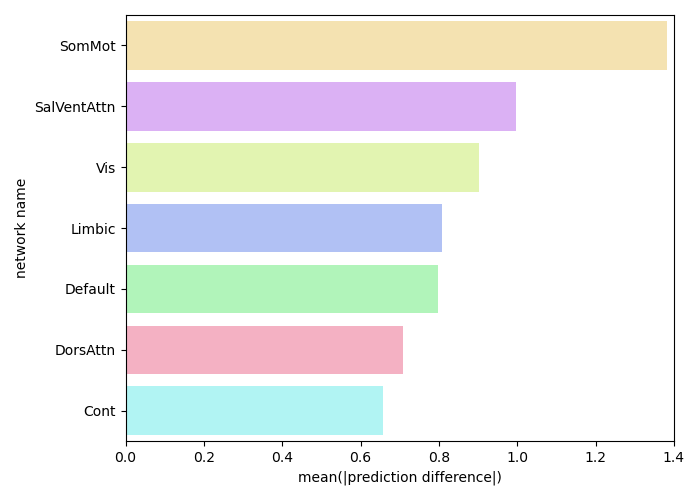 SomMot
SalVentAttn
Vis
Limbic
Default
DorsAttn
Cont
network name
0.0 0.2 0.4 0.6 0.8 1.0 1.2 1.4
mean(|prediction difference|)